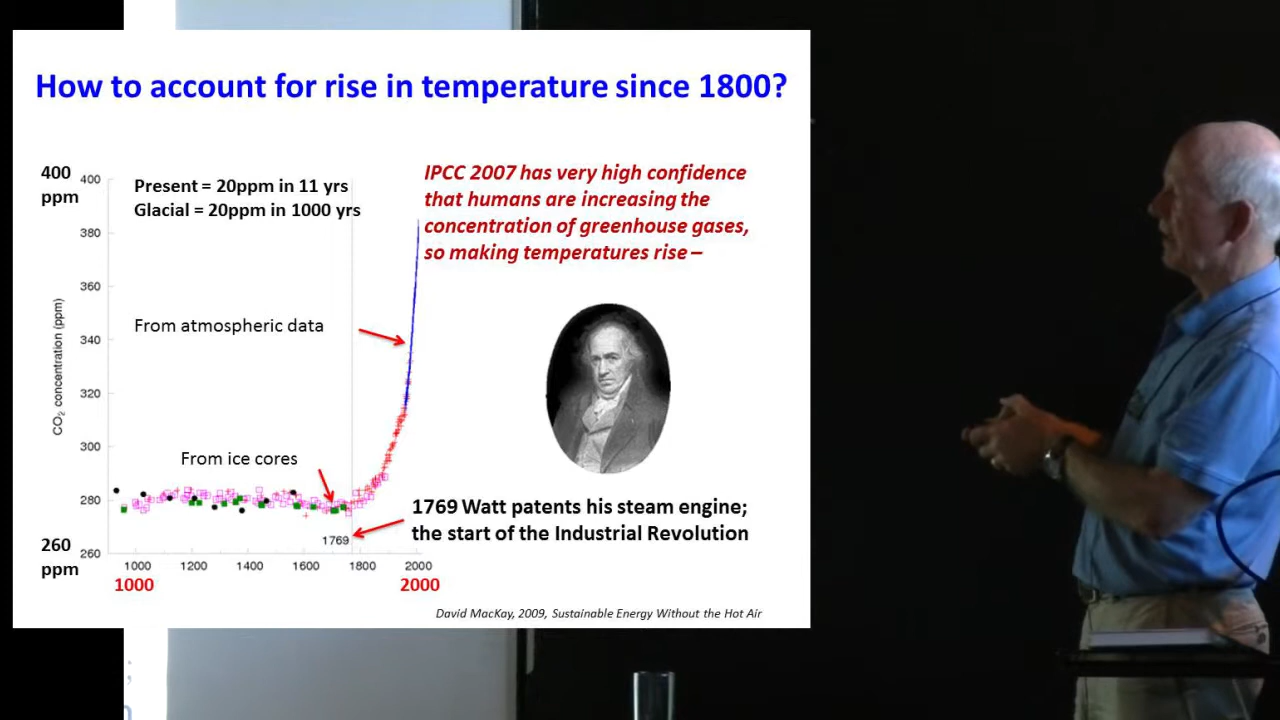 How to account for rise in temperature since 1800?
400
ppm
400
380
360
340
320
300
280
260
CO₂ concentration (ppm)
260
ppm
Present = 20ppm in 11 yrs
Glacial = 20ppm in 1000 yrs
IPCC 2007 has very high confidence
that humans are increasing the
concentration of greenhouse gases,
so making temperatures rise –
From atmospheric data
From ice cores
1769 Watt patents his steam engine;
the start of the Industrial Revolution
1769
1000 1200 1400 1600 1800 2000
1000 2000
David MacKay, 2009, Sustainable Energy Without the Hot Air